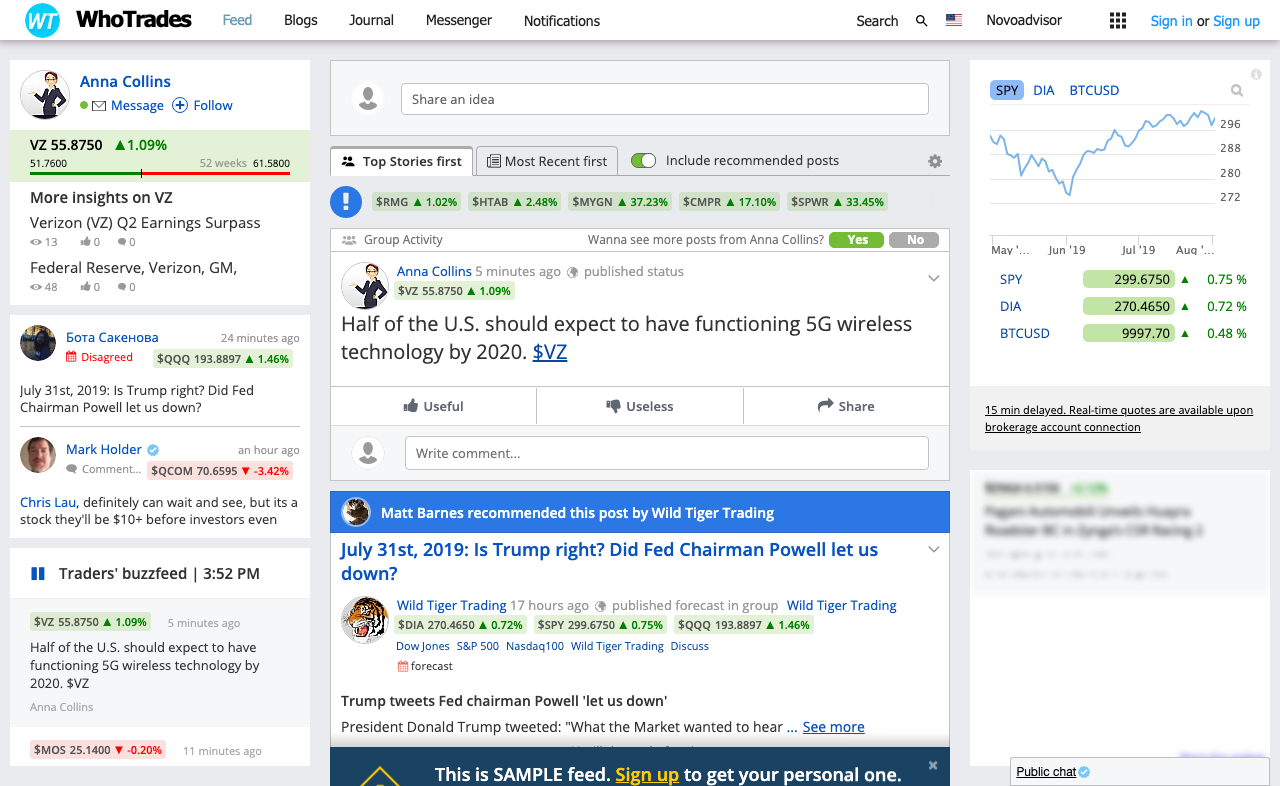 WT WhoTrades Feed Blogs Journal Messenger Notifications Search Novoadvisor Sign in or Sign up
Anna Collins
Message Follow
VZ 55.8750 ▲1.09%
51.7600 52 weeks 61.5800
More insights on VZ
Verizon (VZ) Q2 Earnings Surpass
13 0 0
Federal Reserve, Verizon, GM,
48 0 0
Бота Сакенова 24 minutes ago
Disagreed $QQQ 193.8897 ▲ 1.46%
July 31st, 2019: Is Trump right? Did Fed
Chairman Powell let us down?
Mark Holder an hour ago
Comment... $QCOM 70.6595 ▼ -3.42%
Chris Lau, definitely can wait and see, but its a
stock they'll be $10+ before investors even
Traders' buzzfeed | 3:52 PM
$VZ 55.8750 ▲ 1.09% 5 minutes ago
Half of the U.S. should expect to have
functioning 5G wireless technology by
2020. $VZ
Anna Collins
$MOS 25.1400 ▼ -0.20% 11 minutes ago
Share an idea
Top Stories first Most Recent first Include recommended posts
! $RMG ▲ 1.02% $HTAB ▲ 2.48% $MYGN ▲ 37.23% $CMPR ▲ 17.10% $SPWR ▲ 33.45%
Group Activity Wanna see more posts from Anna Collins? Yes No
Anna Collins 5 minutes ago published status
$VZ 55.8750 ▲ 1.09%
Half of the U.S. should expect to have functioning 5G wireless
technology by 2020. $VZ
Useful Useless Share
Write comment...
Matt Barnes recommended this post by Wild Tiger Trading
July 31st, 2019: Is Trump right? Did Fed Chairman Powell let us
down?
Wild Tiger Trading 17 hours ago published forecast in group Wild Tiger Trading
$DIA 270.4650 ▲ 0.72% $SPY 299.6750 ▲ 0.75% $QQQ 193.8897 ▲ 1.46%
Dow Jones S&P 500 Nasdaq100 Wild Tiger Trading Discuss
forecast
Trump tweets Fed chairman Powell 'let us down'
President Donald Trump tweeted: "What the Market wanted to hear ... See more
This is SAMPLE feed. Sign up to get your personal one.
SPY DIA BTCUSD
296
288
280
272
May '... Jun '19 Jul '19 Aug '...
SPY 299.6750 ▲ 0.75 %
DIA 270.4650 ▲ 0.72 %
BTCUSD 9997.70 ▲ 0.48 %
15 min delayed. Real-time quotes are available upon
brokerage account connection
Pagani Automobili Unveils Huayra
Roadster BC in Zynga's CSR Racing 2
Public chat